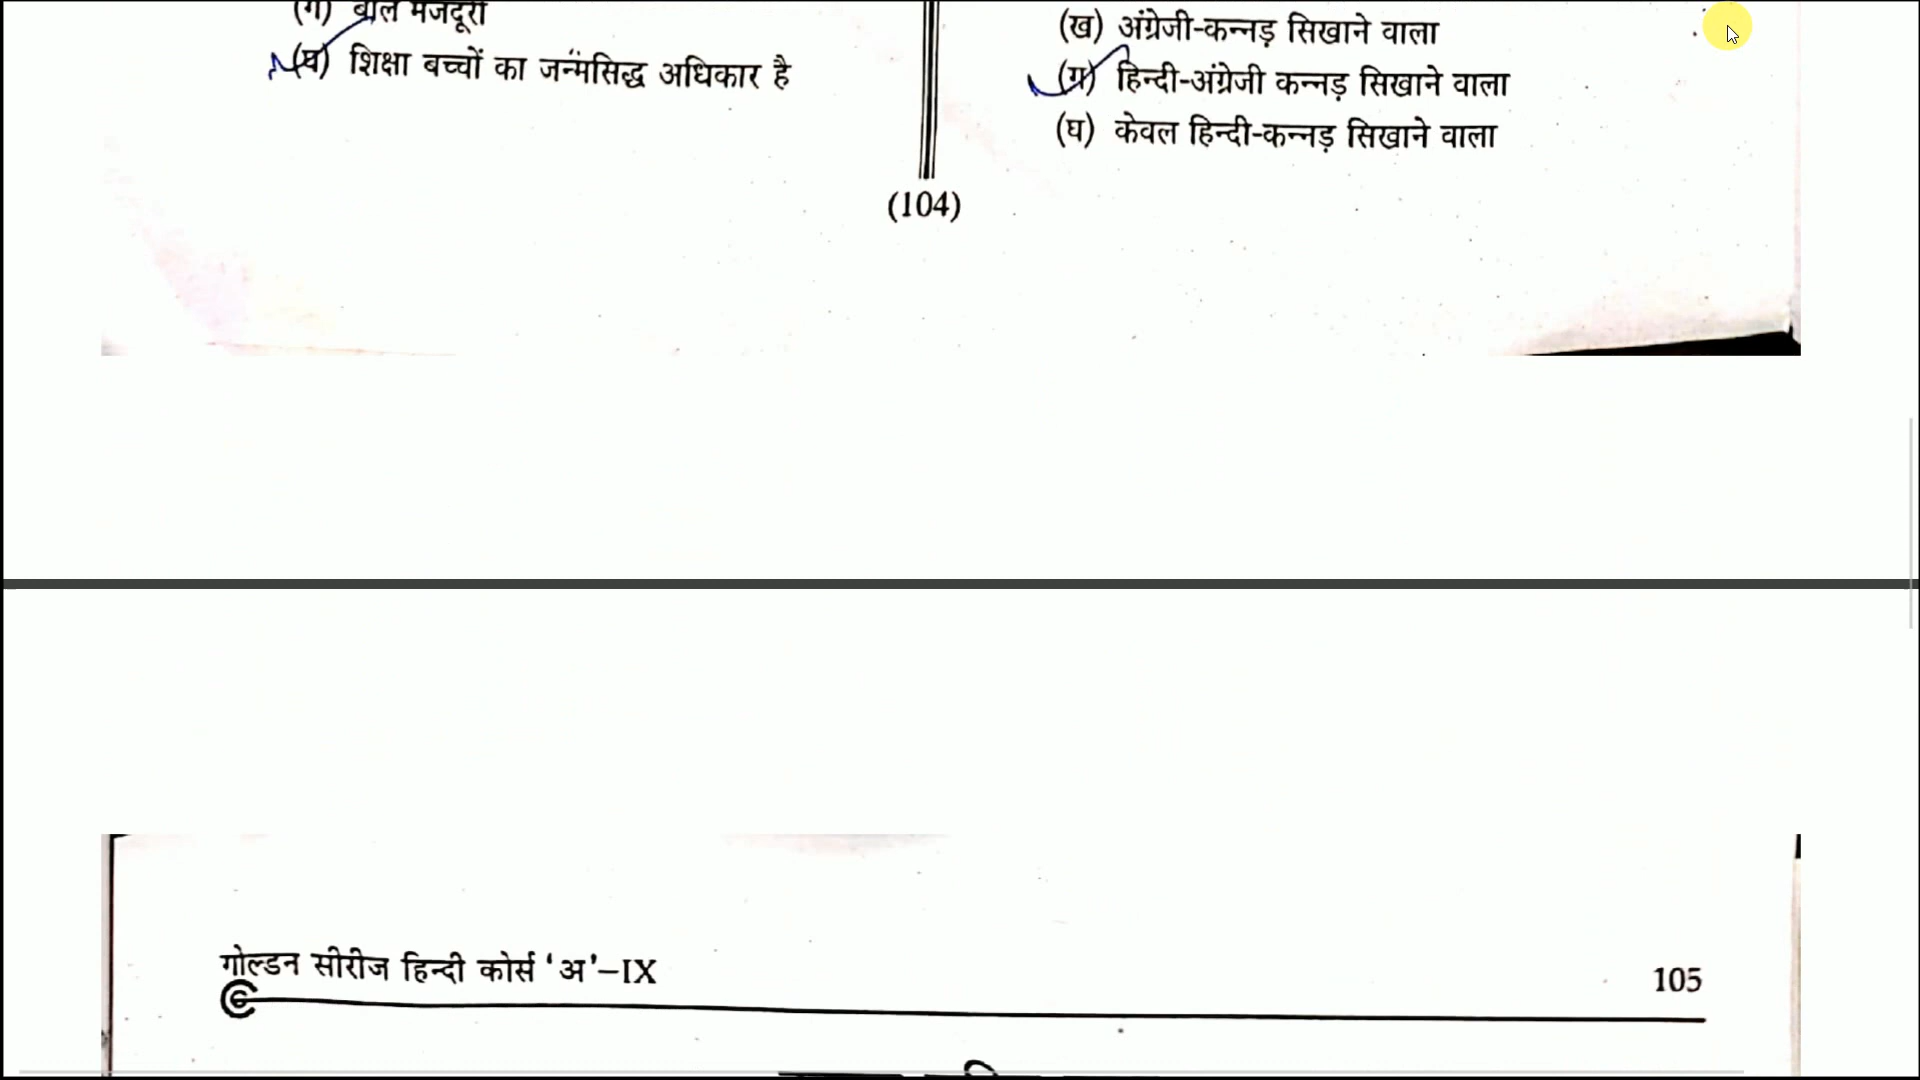 (ग) बाल मजदूरी
(घ) शिक्षा बच्चों का जन्मसिद्ध अधिकार है
(ख) अंग्रेजी-कन्नड़ सिखाने वाला
(ग) हिन्दी-अंग्रेजी कन्नड़ सिखाने वाला
(घ) केवल हिन्दी-कन्नड़ सिखाने वाला
(104)
गोल्डन सीरीज हिन्दी कोर्स ‘अ’–IX
105